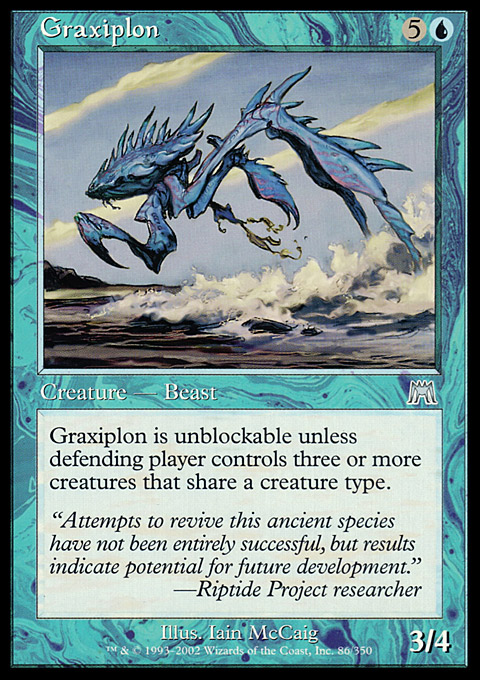 Graxiplon 5
Creature — Beast
Graxiplon is unblockable unless
defending player controls three or more
creatures that share a creature type.
“Attempts to revive this ancient species
have not been entirely successful, but results
indicate potential for future development.”
—Riptide Project researcher
Illus. Iain McCaig
™ & © 1993-2002 Wizards of the Coast, Inc. 86/350
3/4